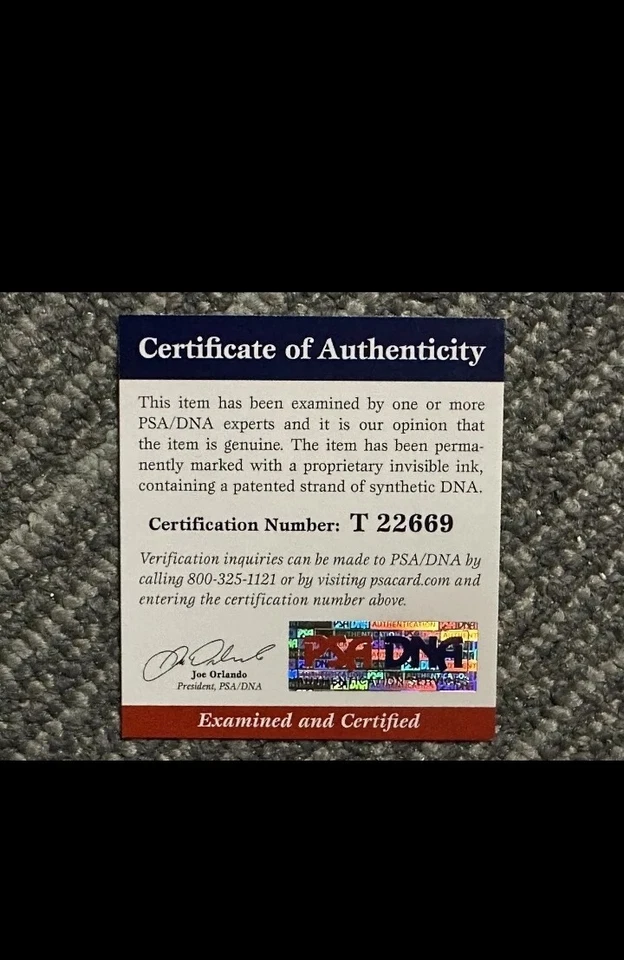 Certificate of Authenticity
This item has been examined by one or more
PSA/DNA experts and it is our opinion that
the item is genuine. The item has been perma-
nently marked with a proprietary invisible ink,
containing a patented strand of synthetic DNA.
Certification Number: T 22669
Verification inquiries can be made to PSA/DNA by
calling 800-325-1121 or by visiting psacard.com and
entering the certification number above.
Joe Orlando
President, PSA/DNA
PSA DNA
AUTHENTICATION
Examined and Certified